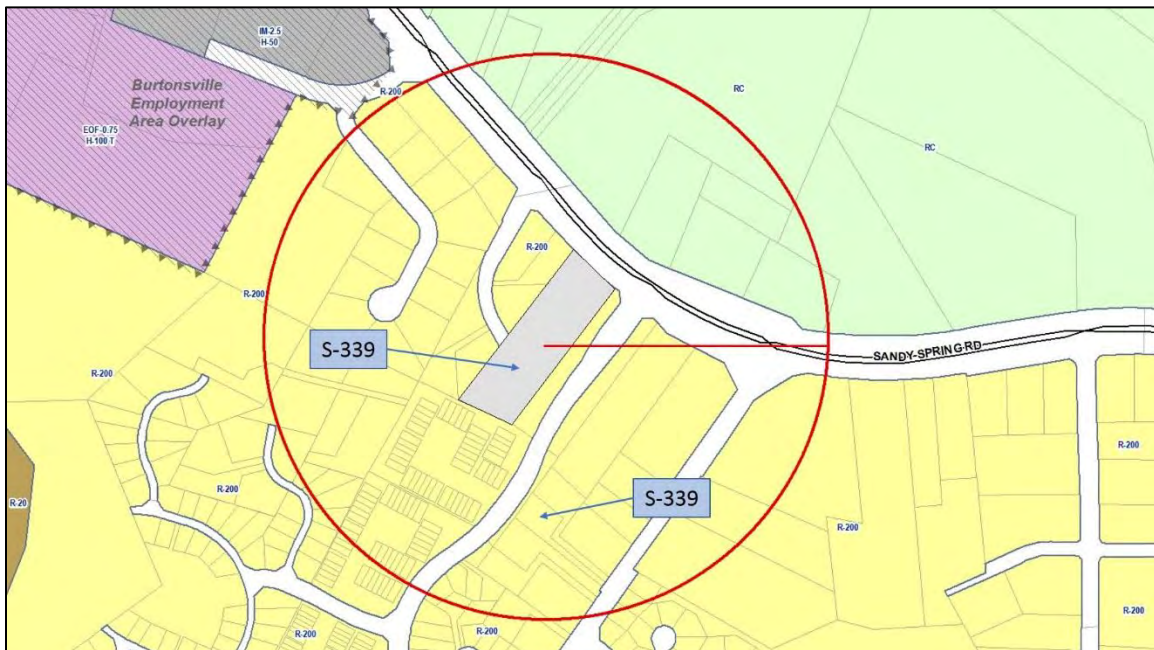 IM-2.5
H-50
R-200
Burtonsville
Employment
Area Overlay
EOF-0.75
H-100 T
RC
RC
R-200
R-200
S-339
SANDY-SPRING-RD
R-200
R-200
R-200
S-339
R-200
R-20
R-200
R-200
R-200